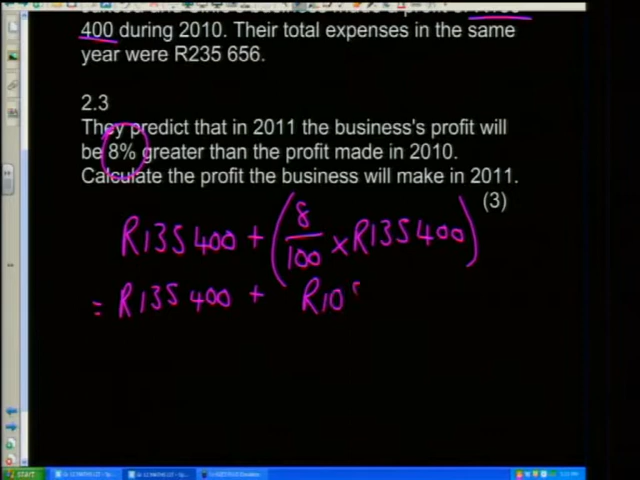 400 during 2010. Their total expenses in the same
year were R235 656.
2.3
They predict that in 2011 the business's profit will
be 8% greater than the profit made in 2010.
Calculate the profit the business will make in 2011.
(3)
R135 400 + (8/100 × R135 400)
= R135 400 + R10
START